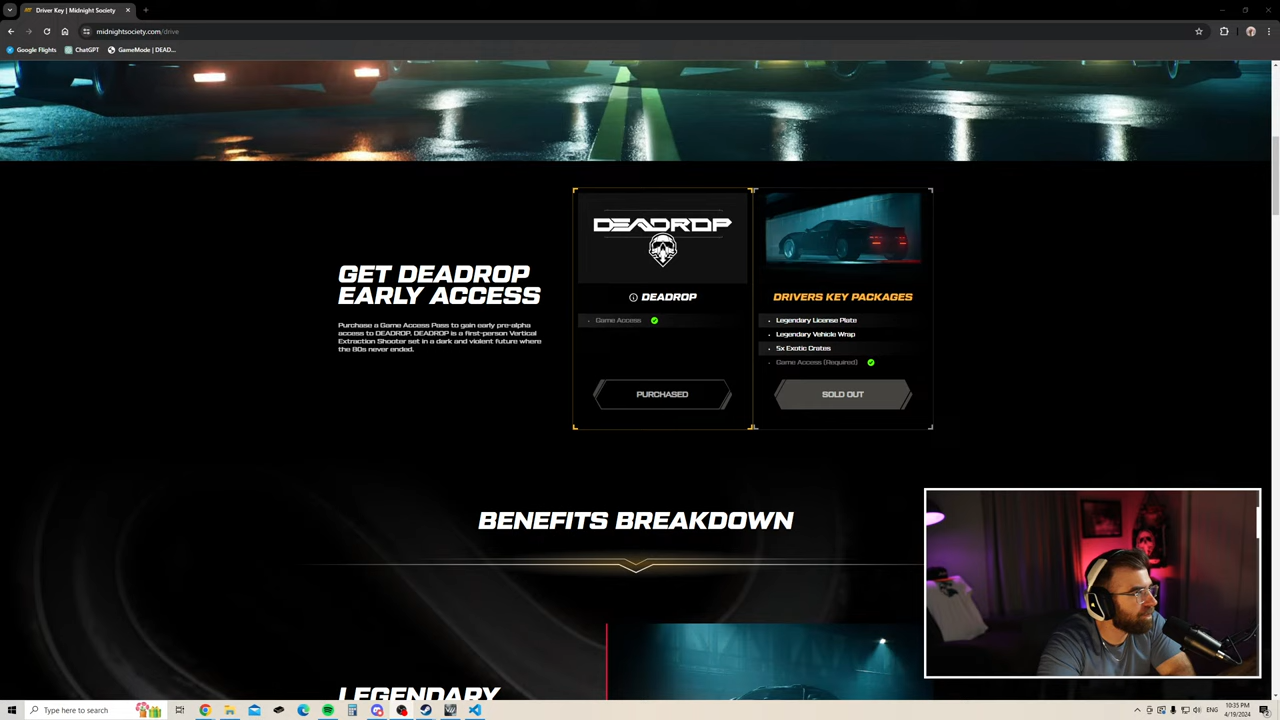 Driver Key | Midnight Society
midnightsociety.com/drive
Google Flights
ChatGPT
GameMode | DEAD...
GET DEADROP
EARLY ACCESS
Purchase a Game Access Pass to gain early pre-alpha
access to DEADROP. DEADROP is a first-person Vertical
Extraction Shooter set in a dark and violent future where
the 80s never ended.
DEADROP
DEADROP
Game Access
PURCHASED
DRIVERS KEY PACKAGES
Legendary License Plate
Legendary Vehicle Wrap
5x Exotic Crates
Game Access (Required)
SOLD OUT
BENEFITS BREAKDOWN
LEGENDARY
Type here to search
ENG
10:35 PM
4/19/2024